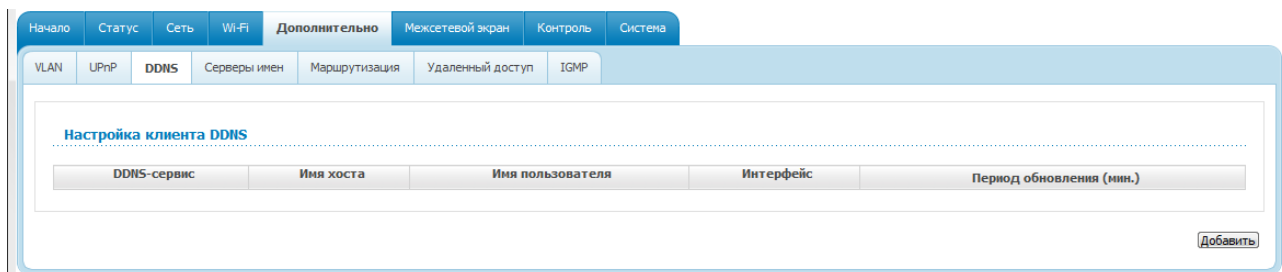 Начало Статус Сеть Wi-Fi Дополнительно Межсетевой экран Контроль Система
VLAN UPnP DDNS Серверы имен Маршрутизация Удаленный доступ IGMP
Настройка клиента DDNS
DDNS-сервис Имя хоста Имя пользователя Интерфейс Период обновления (мин.)
Добавить